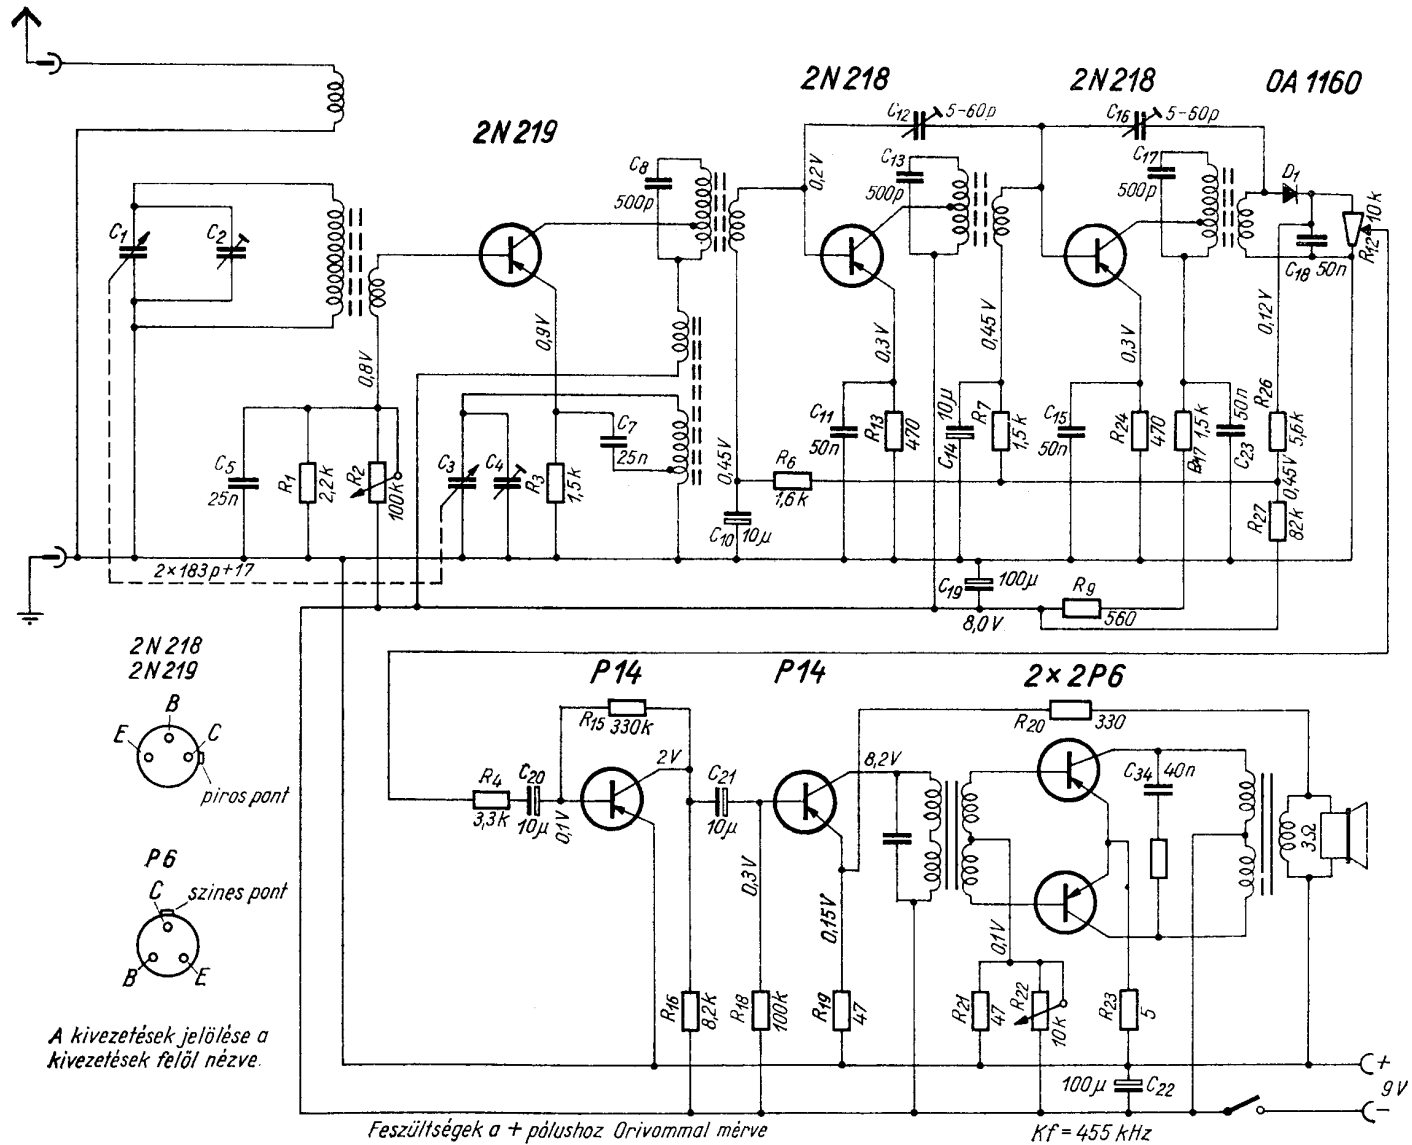 2N218
2N218
OA1160
2N219
C12
5-60p
C16
5-60p
C8
500p
C13
500p
C17
500p
D1
10k
R12
C1
C2
0,2V
C18
50n
0,8V
0,9V
0,3V
0,45V
0,3V
0,12V
C5
25n
R1
2,2k
R2
100k
C3
C4
R3
1,5k
C7
25n
0,45V
C11
50n
R13
470
10µ
C14
R7
1,5k
C15
50n
R24
470
1,5k
R17
50n
C23
R26
5,6k
R6
1,6k
0,45V
R27
82k
C10
10µ
2×183p+17
C19
100µ
8,0V
R9
560
2N218
2N219
B
E
C
piros pont
P14
P14
2×2P6
R15
330k
R20
330
2V
8,2V
R4
3,3k
C20
10µ
0,1V
C21
10µ
C34
40n
3Ω
P6
C
szines pont
B
E
0,3V
0,15V
0,1V
R16
8,2k
R18
100k
R19
47
R21
47
R22
10k
R23
5
A kivezetések jelölése a
kivezetések felöl nézve.
100µ
C22
+
9V
−
Feszültségek a + pólushoz Orivommal mérve
Kf=455 kHz